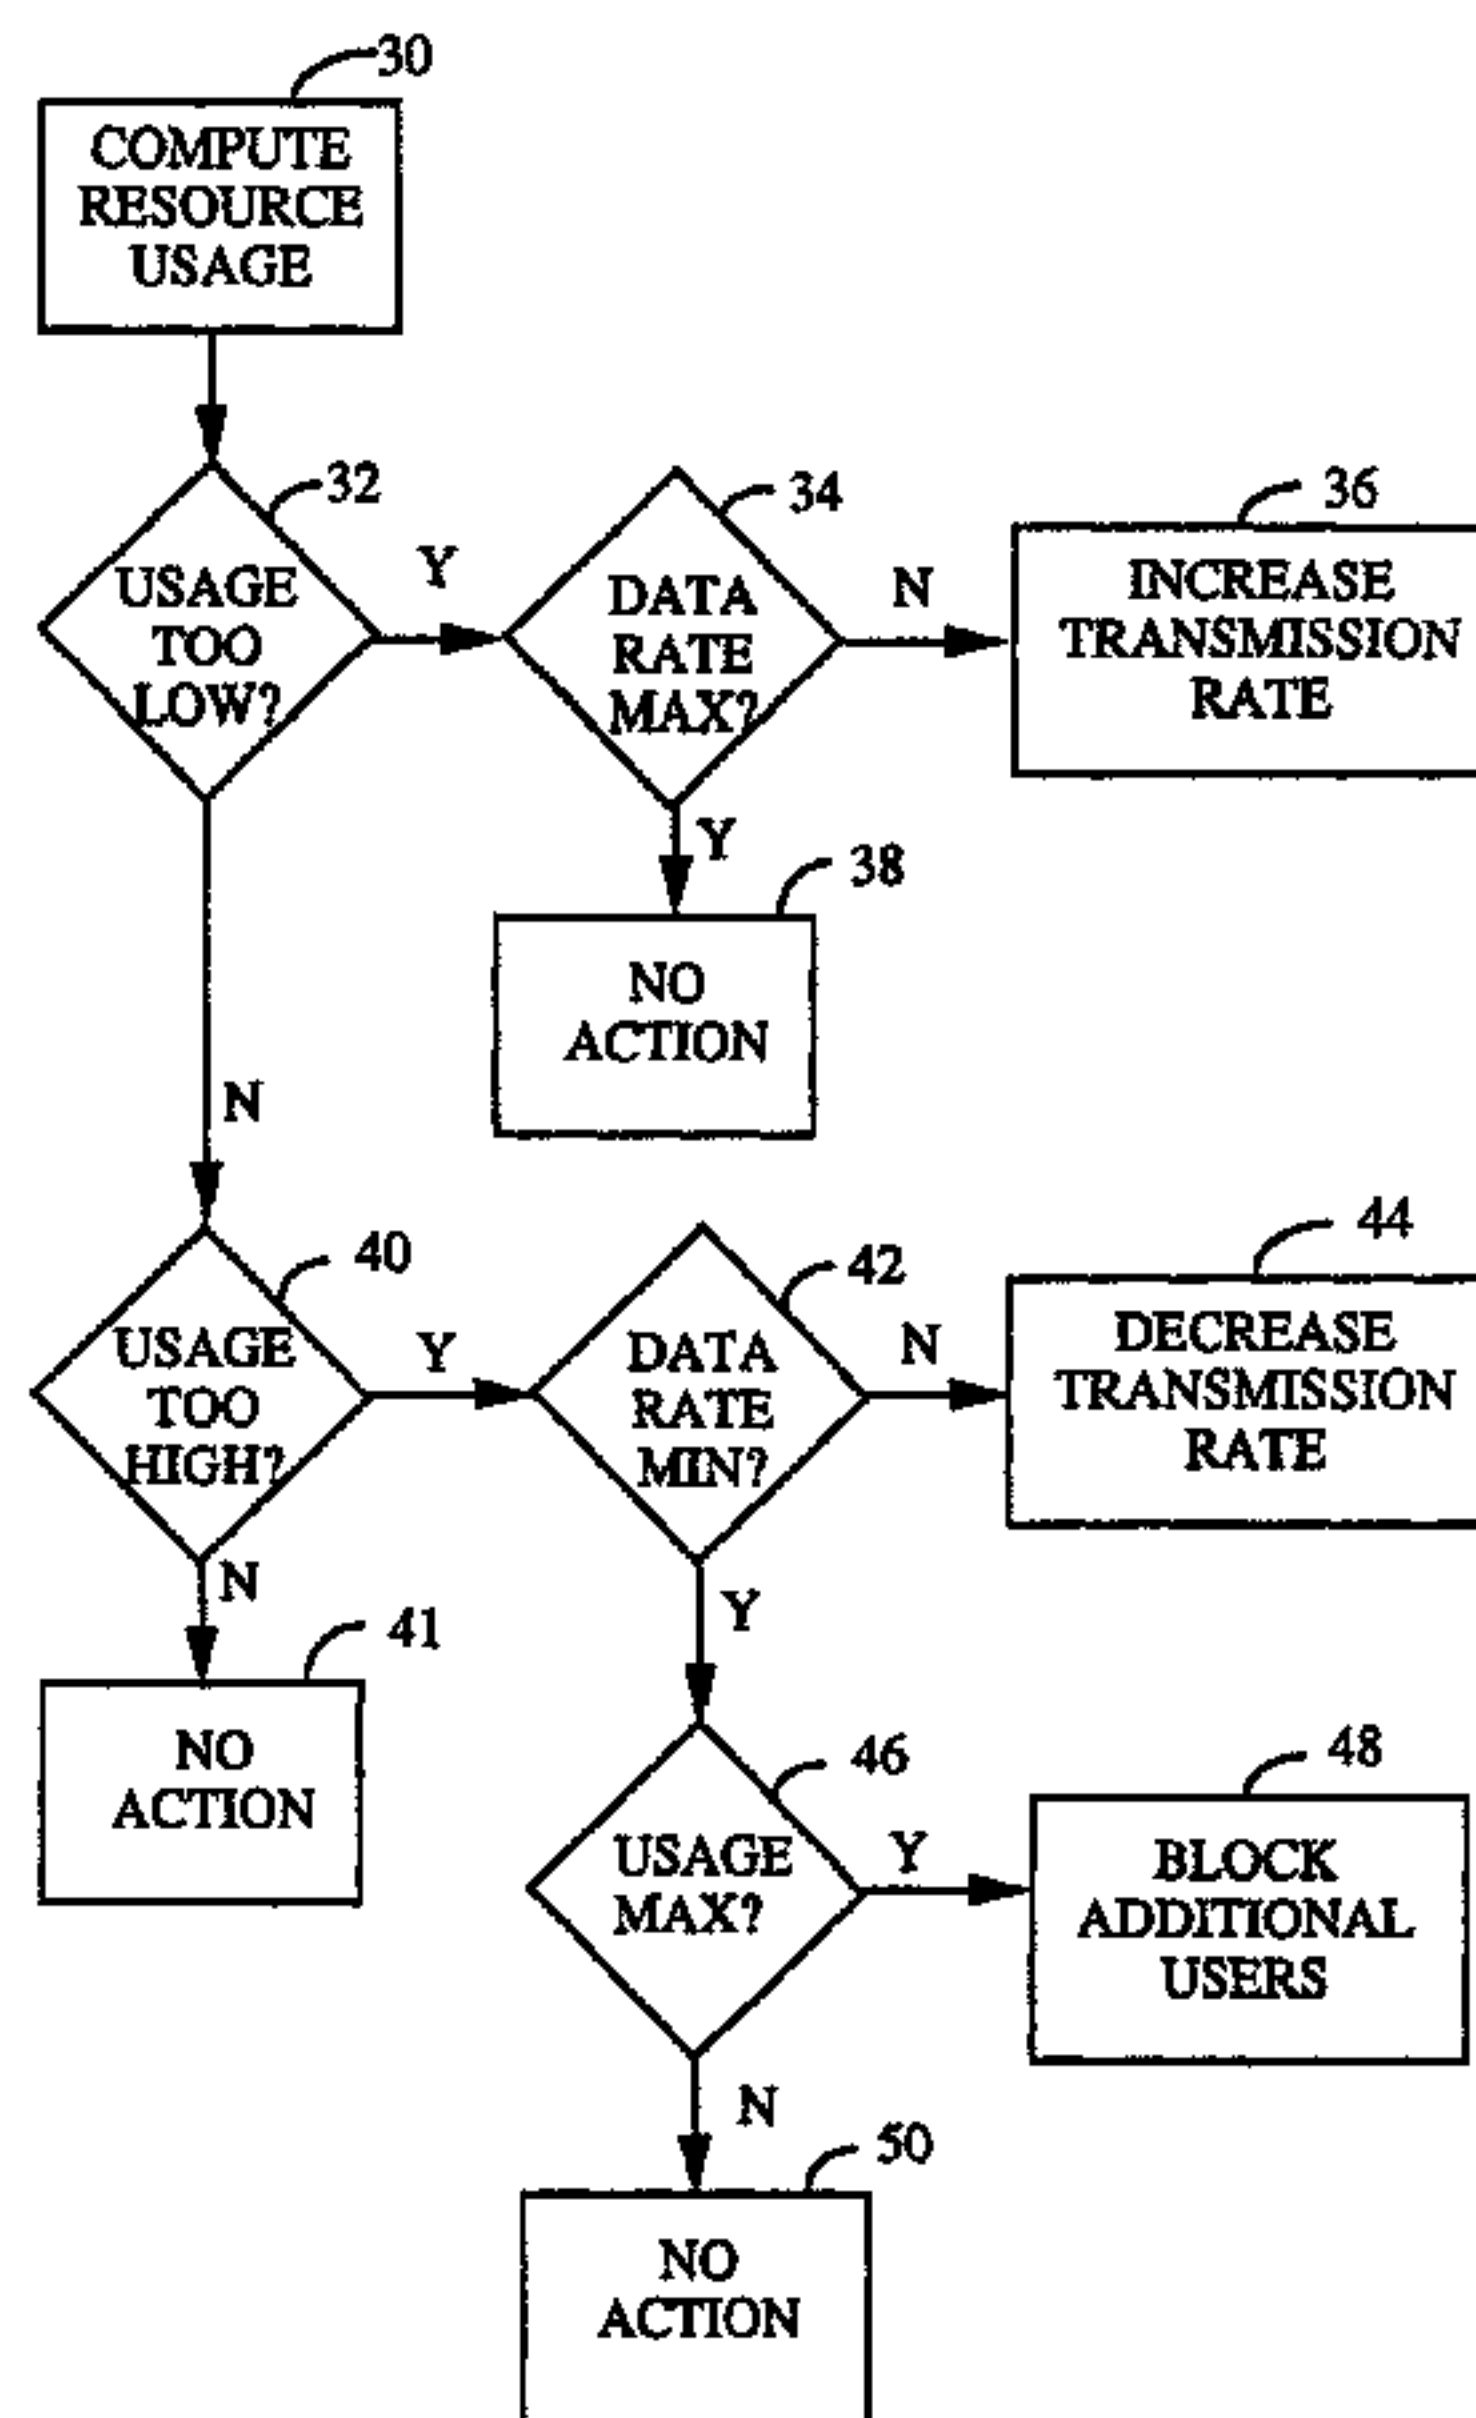 30
COMPUTE
RESOURCE
USAGE
32
USAGE
TOO
LOW?
Y
34
DATA
RATE
MAX?
N
36
INCREASE
TRANSMISSION
RATE
Y
38
NO
ACTION
N
40
USAGE
TOO
HIGH?
Y
42
DATA
RATE
MIN?
N
44
DECREASE
TRANSMISSION
RATE
N
41
NO
ACTION
Y
46
USAGE
MAX?
Y
48
BLOCK
ADDITIONAL
USERS
N
50
NO
ACTION